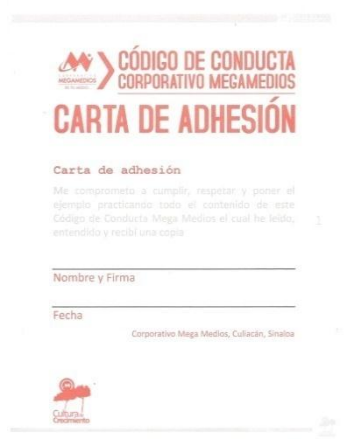 CÓDIGO DE CONDUCTA
CORPORATIVO MEGAMEDIOS
MEGAMEDIOS
CARTA DE ADHESIÓN
Carta de adhesión
Me comprometo a cumplir, respetar y poner el
ejemplo practicando todo el contenido de este
Código de Conducta Mega Medios el cual he leído,
entendido y recibí una copia
1
Nombre y Firma
Fecha
Corporativo Mega Medios, Culiacán, Sinaloa
Cultura
Crecimiento